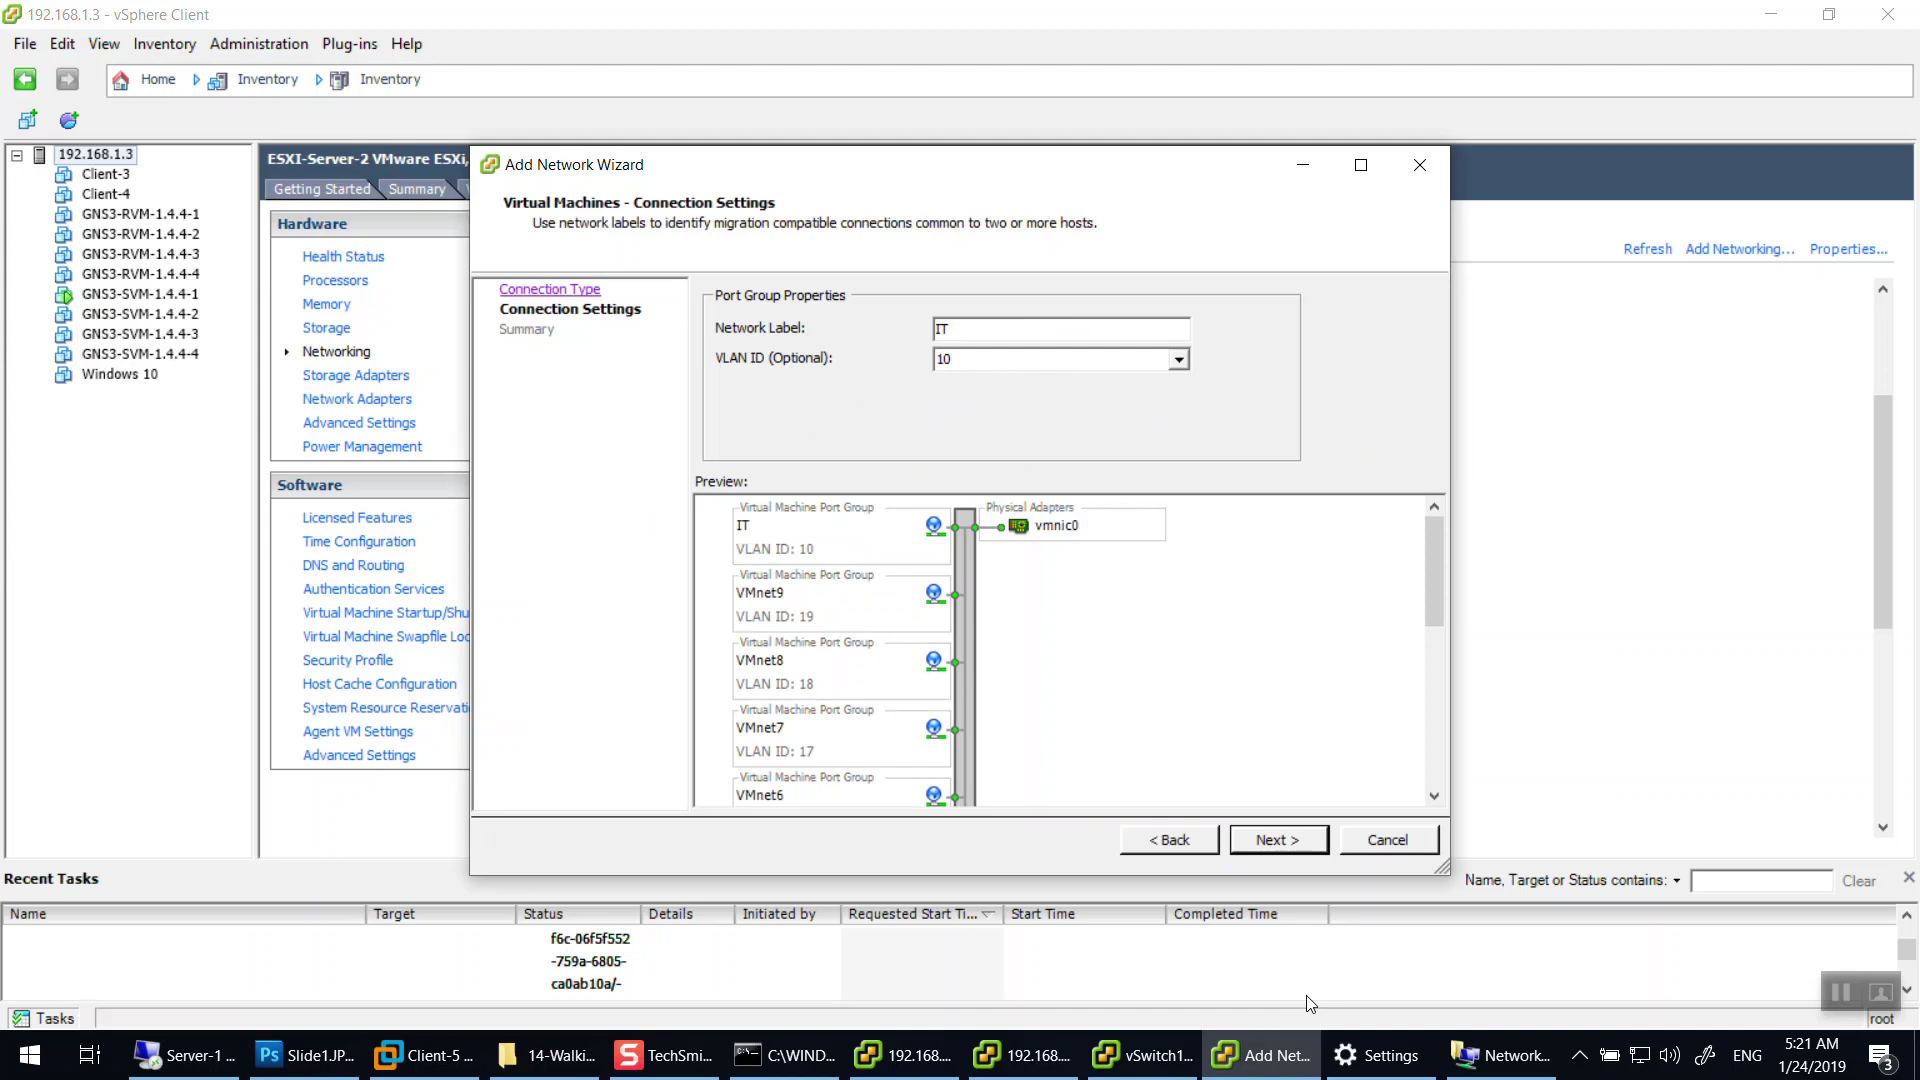 192.168.1.3 - vSphere Client
File Edit View Inventory Administration Plug-ins Help
Home Inventory Inventory
192.168.1.3
Client-3
Client-4
GNS3-RVM-1.4.4-1
GNS3-RVM-1.4.4-2
GNS3-RVM-1.4.4-3
GNS3-RVM-1.4.4-4
GNS3-SVM-1.4.4-1
GNS3-SVM-1.4.4-2
GNS3-SVM-1.4.4-3
GNS3-SVM-1.4.4-4
Windows 10
ESXI-Server-2 VMware ESXi,
Getting Started Summary
Hardware
Health Status
Processors
Memory
Storage
Networking
Storage Adapters
Network Adapters
Advanced Settings
Power Management
Software
Licensed Features
Time Configuration
DNS and Routing
Authentication Services
Virtual Machine Startup/Shu
Virtual Machine Swapfile Loc
Security Profile
Host Cache Configuration
System Resource Reservati
Agent VM Settings
Advanced Settings
Refresh Add Networking... Properties...
Add Network Wizard
Virtual Machines - Connection Settings
Use network labels to identify migration compatible connections common to two or more hosts.
Connection Type
Connection Settings
Summary
Port Group Properties
Network Label: IT
VLAN ID (Optional): 10
Preview:
Virtual Machine Port Group
IT
VLAN ID: 10
Physical Adapters
vmnic0
Virtual Machine Port Group
VMnet9
VLAN ID: 19
Virtual Machine Port Group
VMnet8
VLAN ID: 18
Virtual Machine Port Group
VMnet7
VLAN ID: 17
Virtual Machine Port Group
VMnet6
< Back Next > Cancel
Recent Tasks
Name, Target or Status contains: Clear
Name Target Status Details Initiated by Requested Start Ti... Start Time Completed Time
f6c-06f5f552
-759a-6805-
ca0ab10a/-
Tasks
root
Server-1 ... Slide1.JP... Client-5 ... 14-Walki... TechSmi... C:\WIND... 192.168.... 192.168.... vSwitch1... Add Net... Settings Network... ENG
5:21 AM
1/24/2019
3